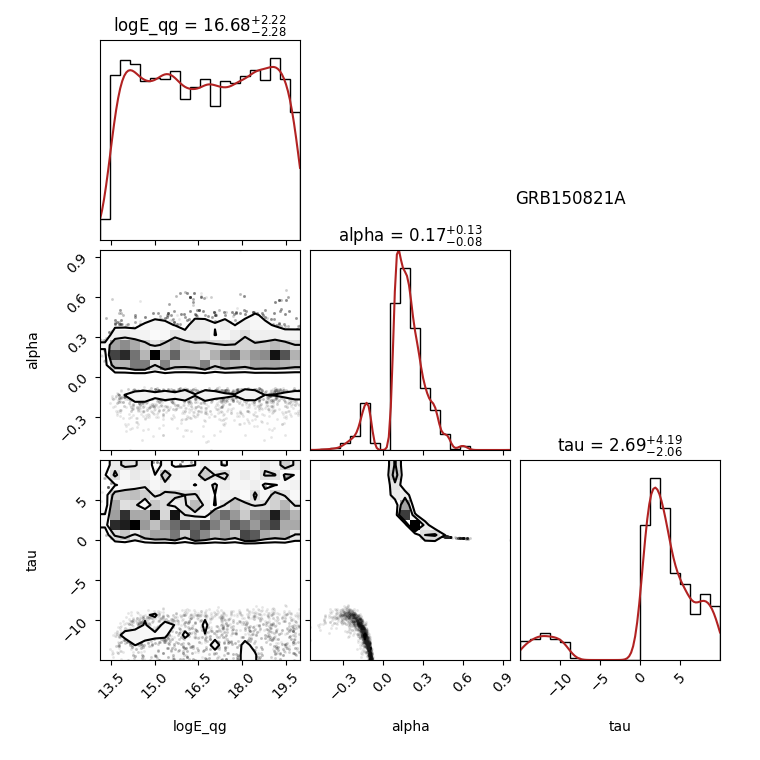 logE_qg = 16.68+2.22−2.28
GRB150821A
alpha = 0.17+0.13−0.08
0.9
0.6
0.3
0.0
−0.3
alpha
tau = 2.69+4.19−2.06
5
0
−5
−10
tau
13.5 15.0 16.5 18.0 19.5
−0.3 0.0 0.3 0.6 0.9
−10 −5 0 5
logE_qg alpha tau